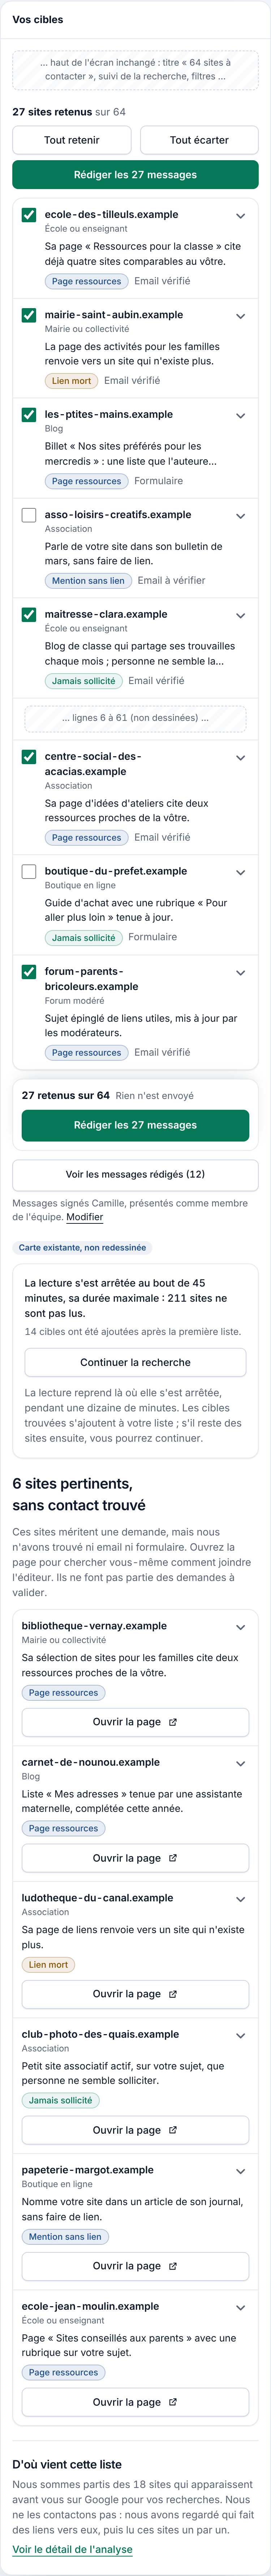 Vos cibles
... haut de l'écran inchangé : titre « 64 sites à
contacter », suivi de la recherche, filtres ...
27 sites retenus sur 64
Tout retenir
Tout écarter
Rédiger les 27 messages
ecole-des-tilleuls.example
École ou enseignant
Sa page « Ressources pour la classe » cite
déjà quatre sites comparables au vôtre.
Page ressources Email vérifié
mairie-saint-aubin.example
Mairie ou collectivité
La page des activités pour les familles
renvoie vers un site qui n'existe plus.
Lien mort Email vérifié
les-ptites-mains.example
Blog
Billet « Nos sites préférés pour les
mercredis » : une liste que l'auteure...
Page ressources Formulaire
asso-loisirs-creatifs.example
Association
Parle de votre site dans son bulletin de
mars, sans faire de lien.
Mention sans lien Email à vérifier
maitresse-clara.example
École ou enseignant
Blog de classe qui partage ses trouvailles
chaque mois ; personne ne semble la...
Jamais sollicité Email vérifié
... lignes 6 à 61 (non dessinées) ...
centre-social-des-
acacias.example
Association
Sa page d'idées d'ateliers cite deux
ressources proches de la vôtre.
Page ressources Email vérifié
boutique-du-prefet.example
Boutique en ligne
Guide d'achat avec une rubrique « Pour
aller plus loin » tenue à jour.
Jamais sollicité Formulaire
forum-parents-
bricoleurs.example
Forum modéré
Sujet épinglé de liens utiles, mis à jour par
les modérateurs.
Page ressources Email vérifié
27 retenus sur 64 Rien n'est envoyé
Rédiger les 27 messages
Voir les messages rédigés (12)
Messages signés Camille, présentés comme membre
de l'équipe. Modifier
Carte existante, non redessinée
La lecture s'est arrêtée au bout de 45
minutes, sa durée maximale : 211 sites ne
sont pas lus.
14 cibles ont été ajoutées après la première liste.
Continuer la recherche
La lecture reprend là où elle s'est arrêtée,
pendant une dizaine de minutes. Les cibles
trouvées s'ajoutent à votre liste ; s'il reste des
sites ensuite, vous pourrez continuer.
6 sites pertinents,
sans contact trouvé
Ces sites méritent une demande, mais nous
n'avons trouvé ni email ni formulaire. Ouvrez la
page pour chercher vous-même comment joindre
l'éditeur. Ils ne font pas partie des demandes à
valider.
bibliotheque-vernay.example
Mairie ou collectivité
Sa sélection de sites pour les familles cite deux
ressources proches de la vôtre.
Page ressources
Ouvrir la page
carnet-de-nounou.example
Blog
Liste « Mes adresses » tenue par une assistante
maternelle, complétée cette année.
Page ressources
Ouvrir la page
ludotheque-du-canal.example
Association
Sa page de liens renvoie vers un site qui n'existe
plus.
Lien mort
Ouvrir la page
club-photo-des-quais.example
Association
Petit site associatif actif, sur votre sujet, que
personne ne semble solliciter.
Jamais sollicité
Ouvrir la page
papeterie-margot.example
Boutique en ligne
Nomme votre site dans un article de son journal,
sans faire de lien.
Mention sans lien
Ouvrir la page
ecole-jean-moulin.example
École ou enseignant
Page « Sites conseillés aux parents » avec une
rubrique sur votre sujet.
Page ressources
Ouvrir la page
D'où vient cette liste
Nous sommes partis des 18 sites qui apparaissent
avant vous sur Google pour vos recherches. Nous
ne les contactons pas : nous avons regardé qui fait
des liens vers eux, puis lu ces sites un par un.
Voir le détail de l'analyse